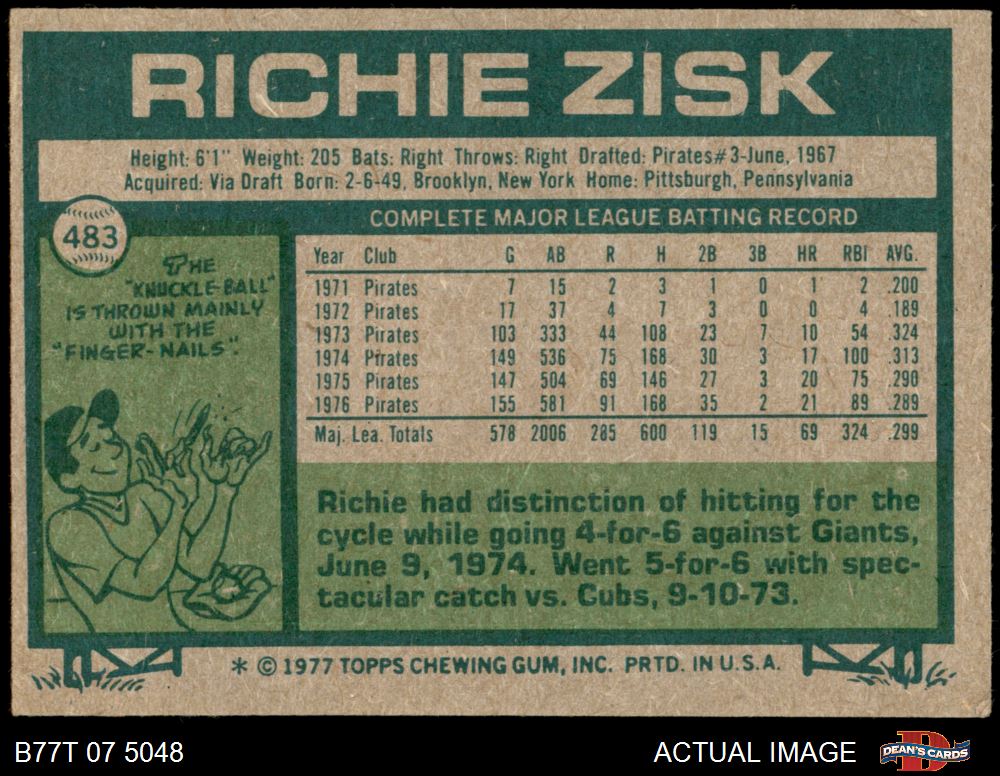 RICHIE ZISK
Height: 6'1" Weight: 205 Bats: Right Throws: Right Drafted: Pirates#3-June, 1967
Acquired: Via Draft Born: 2-6-49, Brooklyn, New York Home: Pittsburgh, Pennsylvania
483
THE
"KNUCKLE-BALL"
IS THROWN MAINLY
WITH THE
"FINGER-NAILS".
COMPLETE MAJOR LEAGUE BATTING RECORD
Year Club G AB R H 2B 3B HR RBI AVG.
1971 Pirates 7 15 2 3 1 0 1 2 .200
1972 Pirates 17 37 4 7 3 0 0 4 .189
1973 Pirates 103 333 44 108 23 7 10 54 .324
1974 Pirates 149 536 75 168 30 3 17 100 .313
1975 Pirates 147 504 69 146 27 3 20 75 .290
1976 Pirates 155 581 91 168 35 2 21 89 .289
Maj. Lea. Totals 578 2006 285 600 119 15 69 324 .299
Richie had distinction of hitting for the
cycle while going 4-for-6 against Giants,
June 9, 1974. Went 5-for-6 with spec-
tacular catch vs. Cubs, 9-10-73.
* © 1977 TOPPS CHEWING GUM, INC. PRTD. IN U.S.A.
B77T 07 5048
ACTUAL IMAGE
D
DEAN'S CARDS